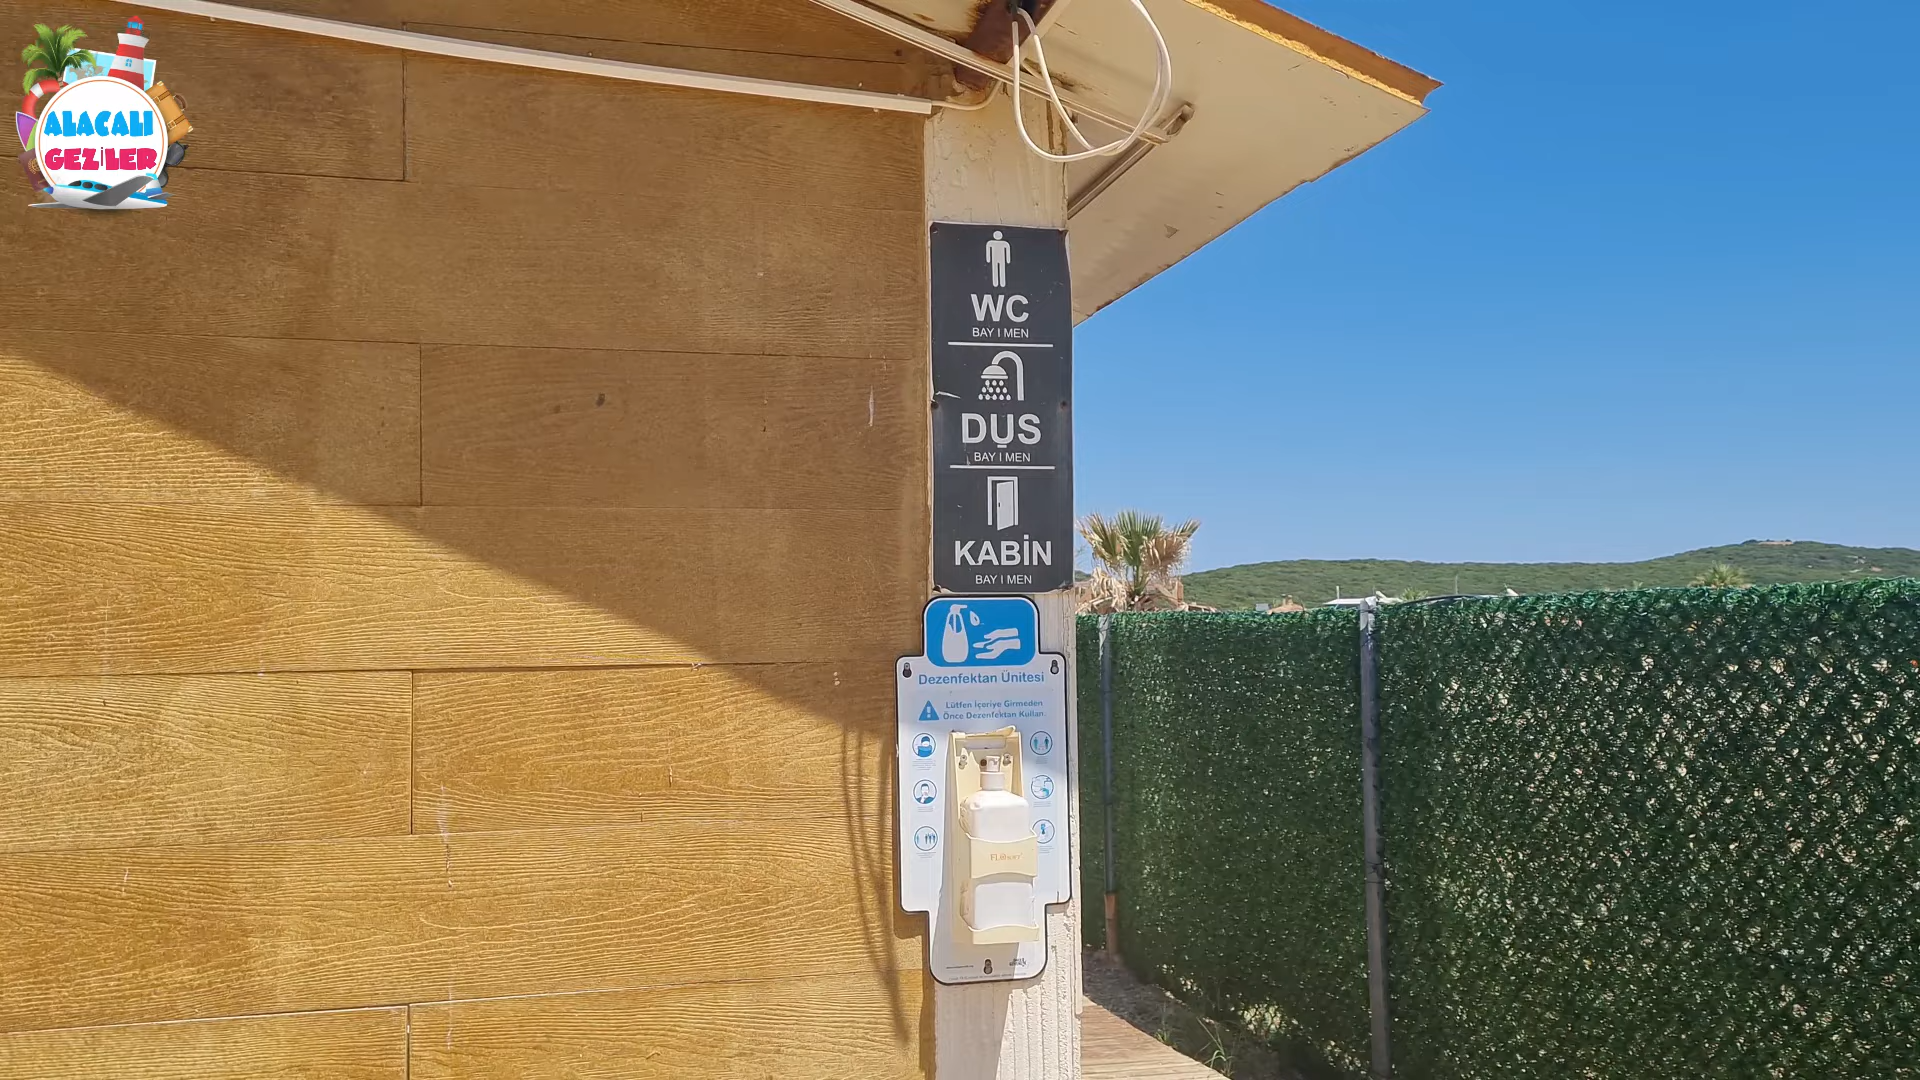 ALACALI
GEZİLER
WC
BAY I MEN
DUŞ
BAY I MEN
KABİN
BAY I MEN
Dezenfektan Ünitesi
Lütfen İçeriye Girmeden
Önce Dezenfektan Kullan.